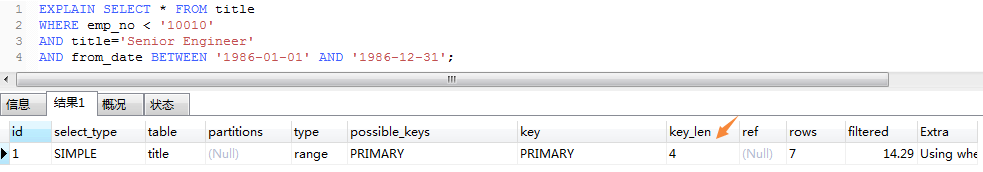 1 EXPLAIN SELECT * FROM title
2 WHERE emp_no < '10010'
3 AND title='Senior Engineer'
4 AND from_date BETWEEN '1986-01-01' AND '1986-12-31';
信息 结果1 概况 状态
id select_type table partitions type possible_keys key key_len ref rows filtered Extra
1 SIMPLE title (Null) range PRIMARY PRIMARY 4 (Null) 7 14.29 Using whe